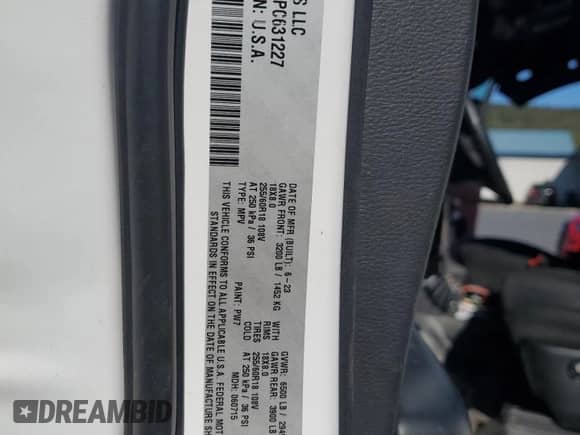 S LLC
PC631227
N: U.S.A.
DATE OF MFR (BUILT): 6-23
GVWR: 6500 LB /
GAWR FRONT: 3200 LB / 1452 KG WITH
GAWR REAR: 3900 LB
18X8.0 RIMS 18X8.0
255/60R18 108V TIRES 255/60R18 108V
AT 250 kPa / 36 PSI COLD AT 250 kPa / 36 PSI
TYPE: MPV PAINT: PW7 MDH: 060715
THIS VEHICLE CONFORMS TO ALL APPLICABLE U.S.A. FEDERAL MOT
STANDARDS IN EFFECT ON THE DATE OF MANUFACTURE SH
DREAMBID